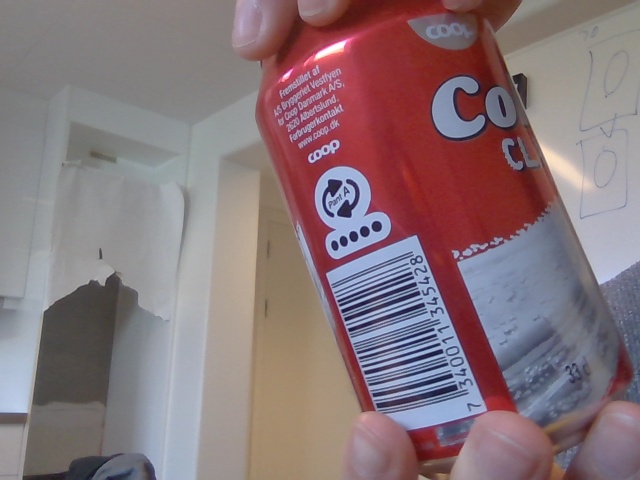 coop
Fremstillet af
A/S Bryggeriet Vestfyen
for Coop Danmark A/S,
2620 Albertslund.
Forbrugerkontakt
www.coop.dk
coop
Pant A
7 340011 345428
Co
CL
33